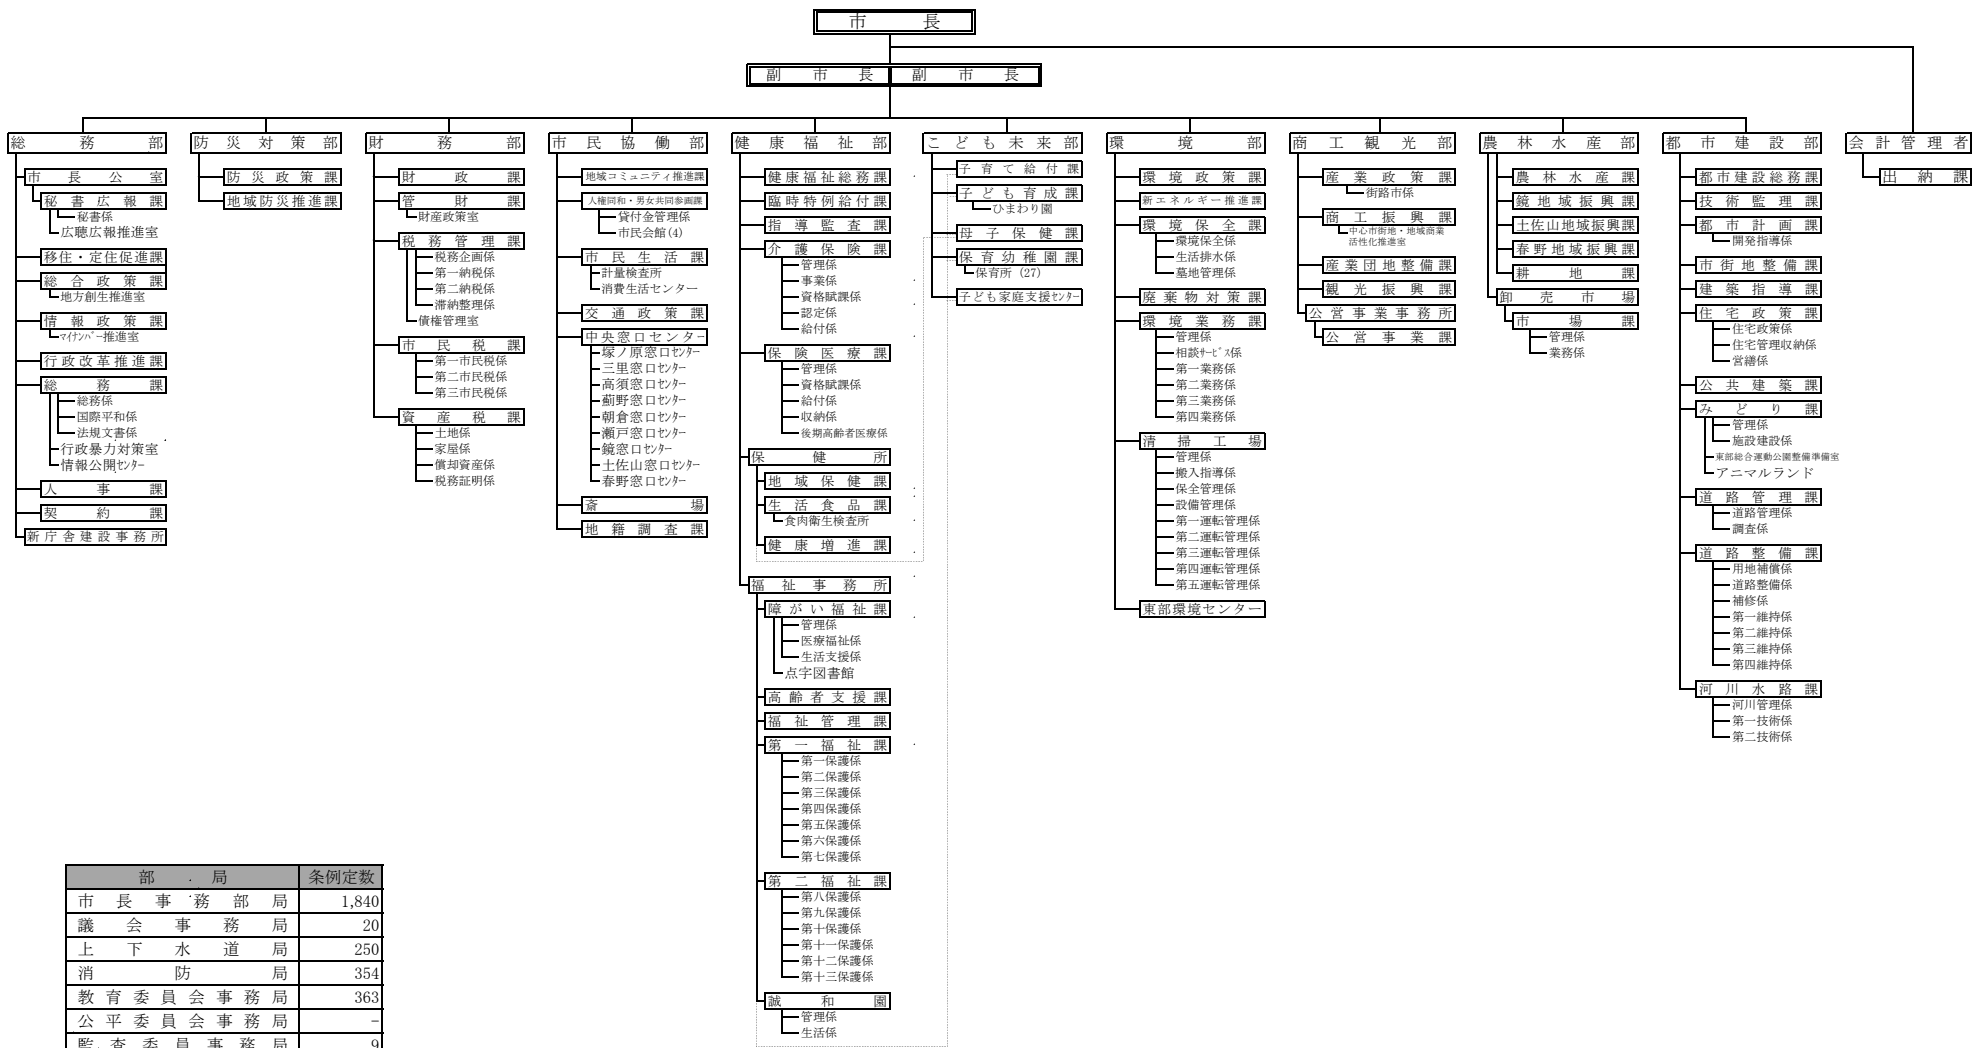 市長
副市長 副市長
総務部
市長公室
秘書広報課
秘書係
広聴広報推進室
移住・定住促進課
総合政策課
地方創生推進室
情報政策課
マイナンバー推進室
行政改革推進課
総務課
総務係
国際平和係
法規文書係
行政暴力対策室
情報公開センター
人事課
契約課
新庁舎建設事務所
防災対策部
防災政策課
地域防災推進課
財務部
財政課
管財課
財産政策室
税務管理課
税務企画係
第一納税係
第二納税係
滞納整理係
債権管理室
市民税課
第一市民税係
第二市民税係
第三市民税係
資産税課
土地係
家屋係
償却資産係
税務証明係
市民協働部
地域コミュニティ推進課
人権同和・男女共同参画課
貸付金管理係
市民会館(4)
市民生活課
計量検査所
消費生活センター
交通政策課
中央窓口センター
塚ノ原窓口センター
三里窓口センター
高須窓口センター
薊野窓口センター
朝倉窓口センター
瀬戸窓口センター
鏡窓口センター
土佐山窓口センター
春野窓口センター
斎場
地籍調査課
健康福祉部
健康福祉総務課
臨時特例給付課
指導監査課
介護保険課
管理係
事業係
資格賦課係
認定係
給付係
保険医療課
管理係
資格賦課係
給付係
収納係
後期高齢者医療係
保健所
地域保健課
生活食品課
食肉衛生検査所
健康増進課
福祉事務所
障がい福祉課
管理係
医療福祉係
生活支援係
点字図書館
高齢者支援課
福祉管理課
第一福祉課
第一保護係
第二保護係
第三保護係
第四保護係
第五保護係
第六保護係
第七保護係
第二福祉課
第八保護係
第九保護係
第十保護係
第十一保護係
第十二保護係
第十三保護係
誠和園
管理係
生活係
こども未来部
子育て給付課
子ども育成課
ひまわり園
母子保健課
保育幼稚園課
保育所 (27)
子ども家庭支援センター
環境部
環境政策課
新エネルギー推進課
環境保全課
環境保全係
生活排水係
墓地管理係
廃棄物対策課
環境業務課
管理係
相談サービス係
第一業務係
第二業務係
第三業務係
第四業務係
清掃工場
管理係
搬入指導係
保全管理係
設備管理係
第一運転管理係
第二運転管理係
第三運転管理係
第四運転管理係
第五運転管理係
東部環境センター
商工観光部
産業政策課
街路市係
商工振興課
中心市街地・地域商業
活性化推進室
産業団地整備課
観光振興課
公営事業事務所
公営事業課
農林水産部
農林水産課
鏡地域振興課
土佐山地域振興課
春野地域振興課
耕地課
卸売市場
市場課
管理係
業務係
都市建設部
都市建設総務課
技術監理課
都市計画課
開発指導係
市街地整備課
建築指導課
住宅政策課
住宅政策係
住宅管理収納係
営繕係
公共建築課
みどり課
管理係
施設建設係
東部総合運動公園整備準備室
アニマルランド
道路管理課
道路管理係
調査係
道路整備課
用地補償係
道路整備係
補修係
第一維持係
第二維持係
第三維持係
第四維持係
河川水路課
河川管理係
第一技術係
第二技術係
会計管理者
出納課
部局 条例定数
市長事務部局 1,840
議会事務局 20
上下水道局 250
消防局 354
教育委員会事務局 363
公平委員会事務局 −
監査委員事務局 9